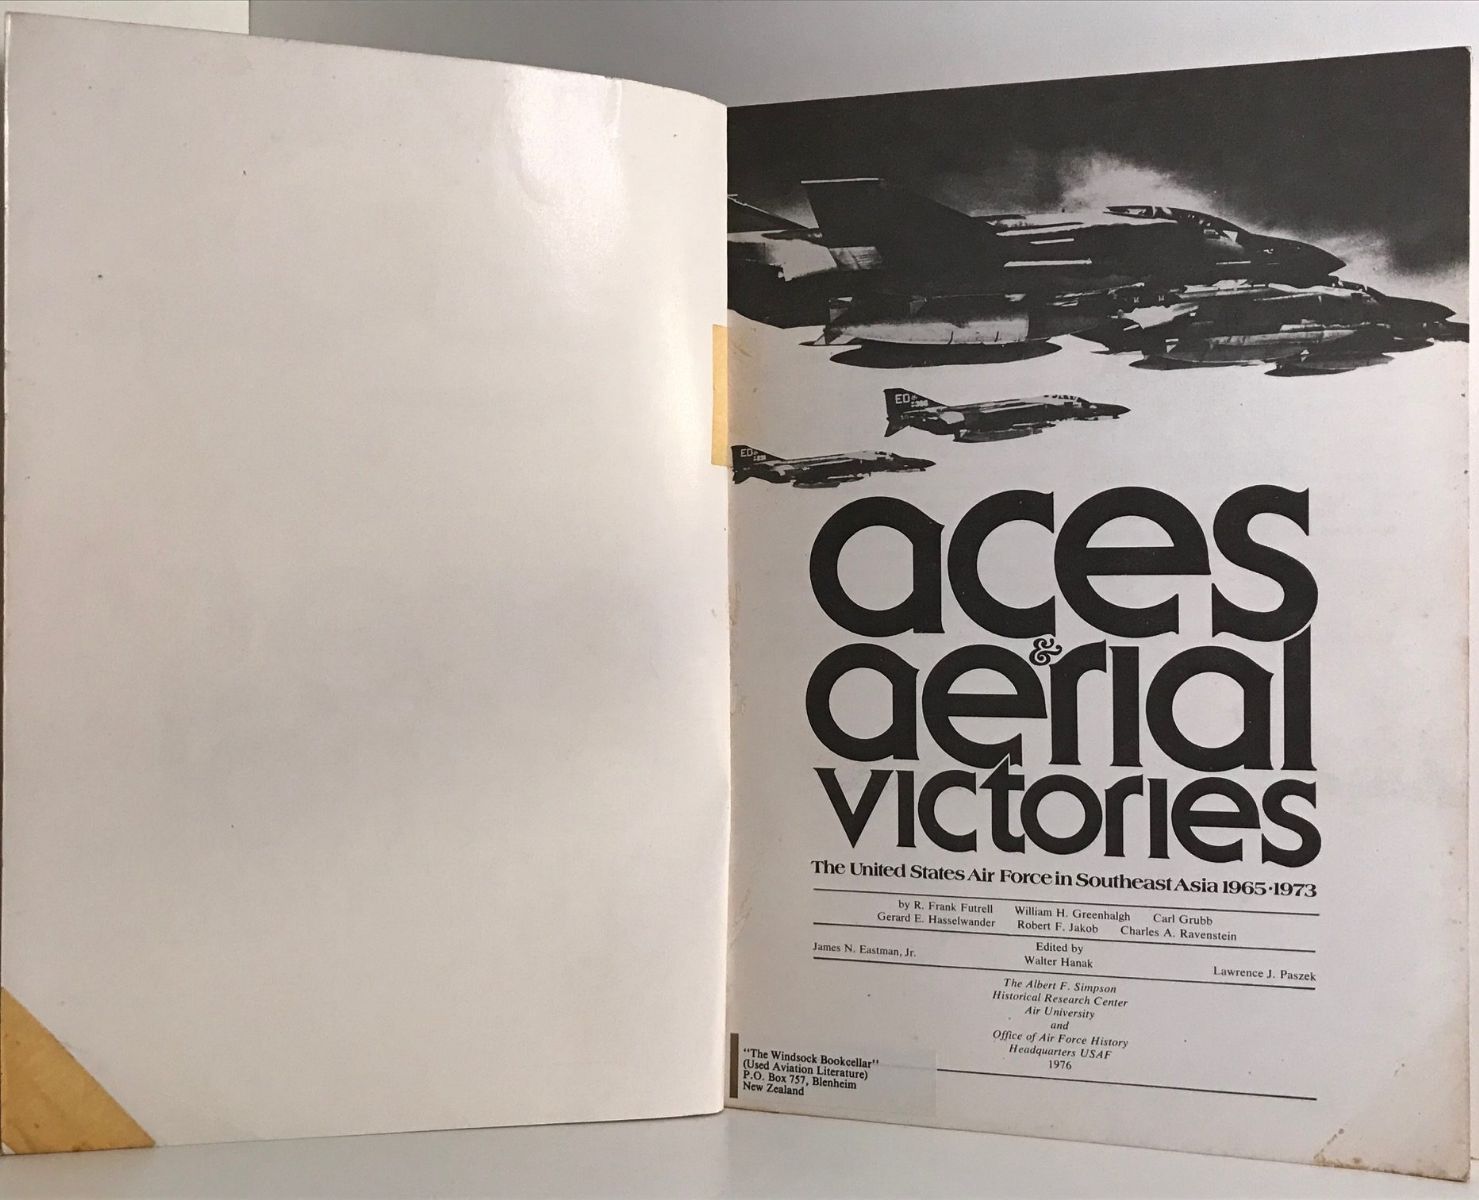 ED
ED
aces
&
aerial
victories
The United States Air Force in Southeast Asia 1965·1973
by R. Frank Futrell William H. Greenhalgh Carl Grubb
Gerard E. Hasselwander Robert F. Jakob Charles A. Ravenstein
Edited by
James N. Eastman, Jr. Walter Hanak Lawrence J. Paszek
The Albert F. Simpson
Historical Research Center
Air University
and
Office of Air Force History
Headquarters USAF
1976
"The Windsock Bookcellar"
(Used Aviation Literature)
P.O. Box 757, Blenheim
New Zealand